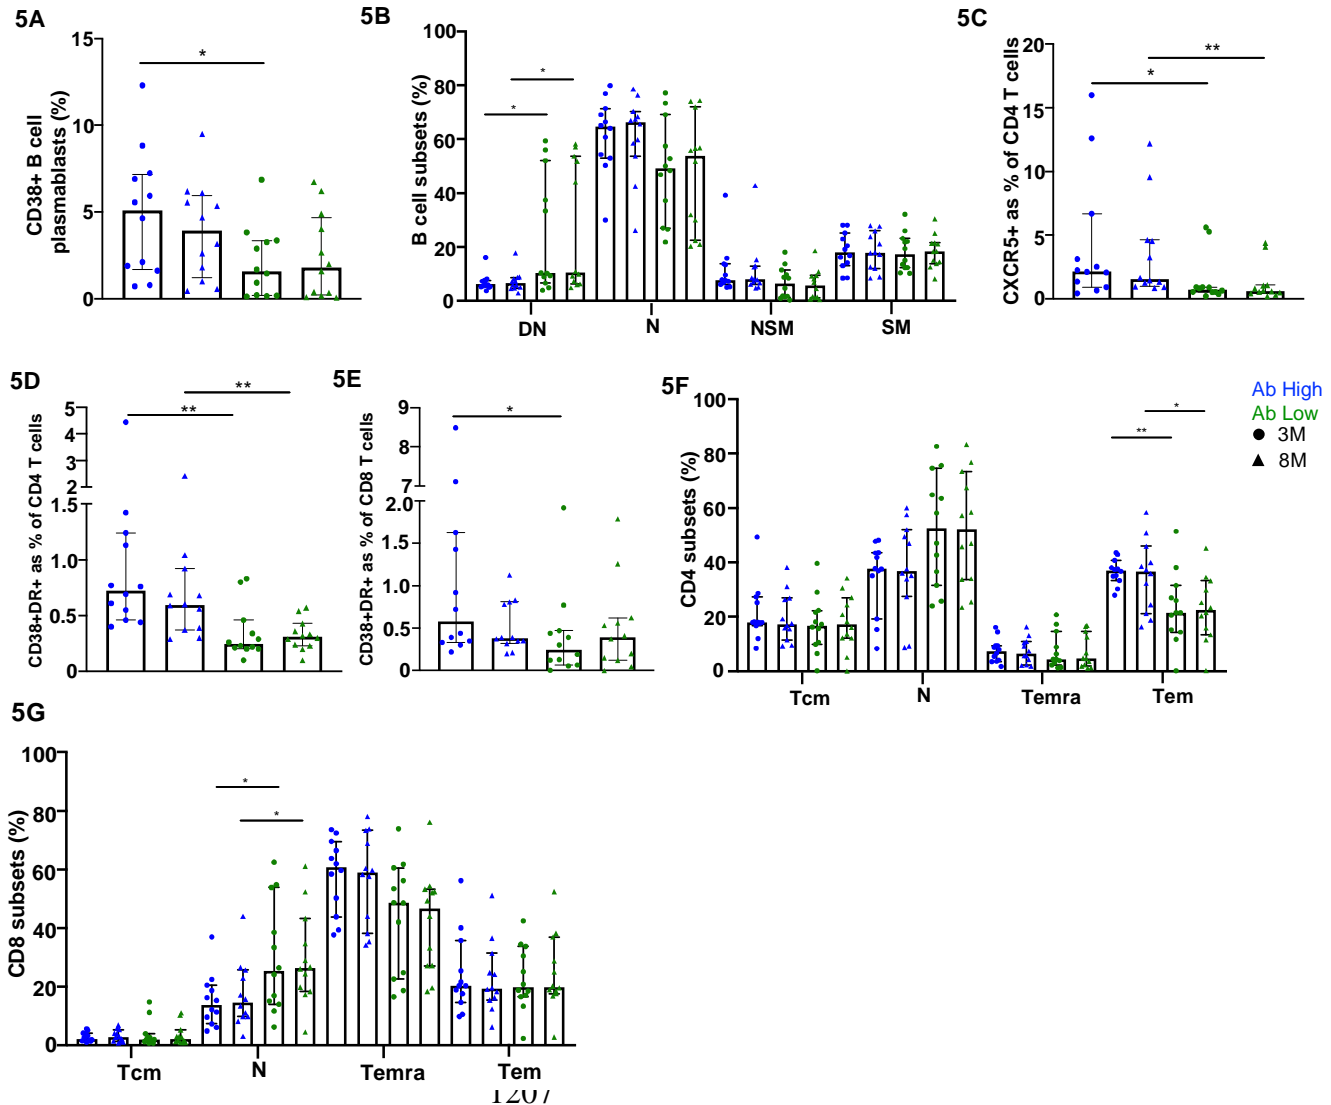 5A
CD38+ B cell
plasmablasts (%)
15
10
5
0
*
5B
B cell subsets (%)
100
80
60
40
20
0
*
*
DN
N
NSM
SM
5C
CXCR5+ as % of CD4 T cells
20
15
10
5
0
*
**
5D
CD38+DR+ as % of CD4 T cells
5
4
3
2
1.5
1.0
0.5
0
**
**
5E
CD38+DR+ as % of CD8 T cells
9
8
7
2.0
1.5
1.0
0.5
0
*
5F
CD4 subsets (%)
100
80
60
40
20
0
**
*
Tcm
N
Temra
Tem
Ab High
Ab Low
3M
8M
5G
CD8 subsets (%)
100
80
60
40
20
0
*
*
Tcm
N
Temra
Tem
1207